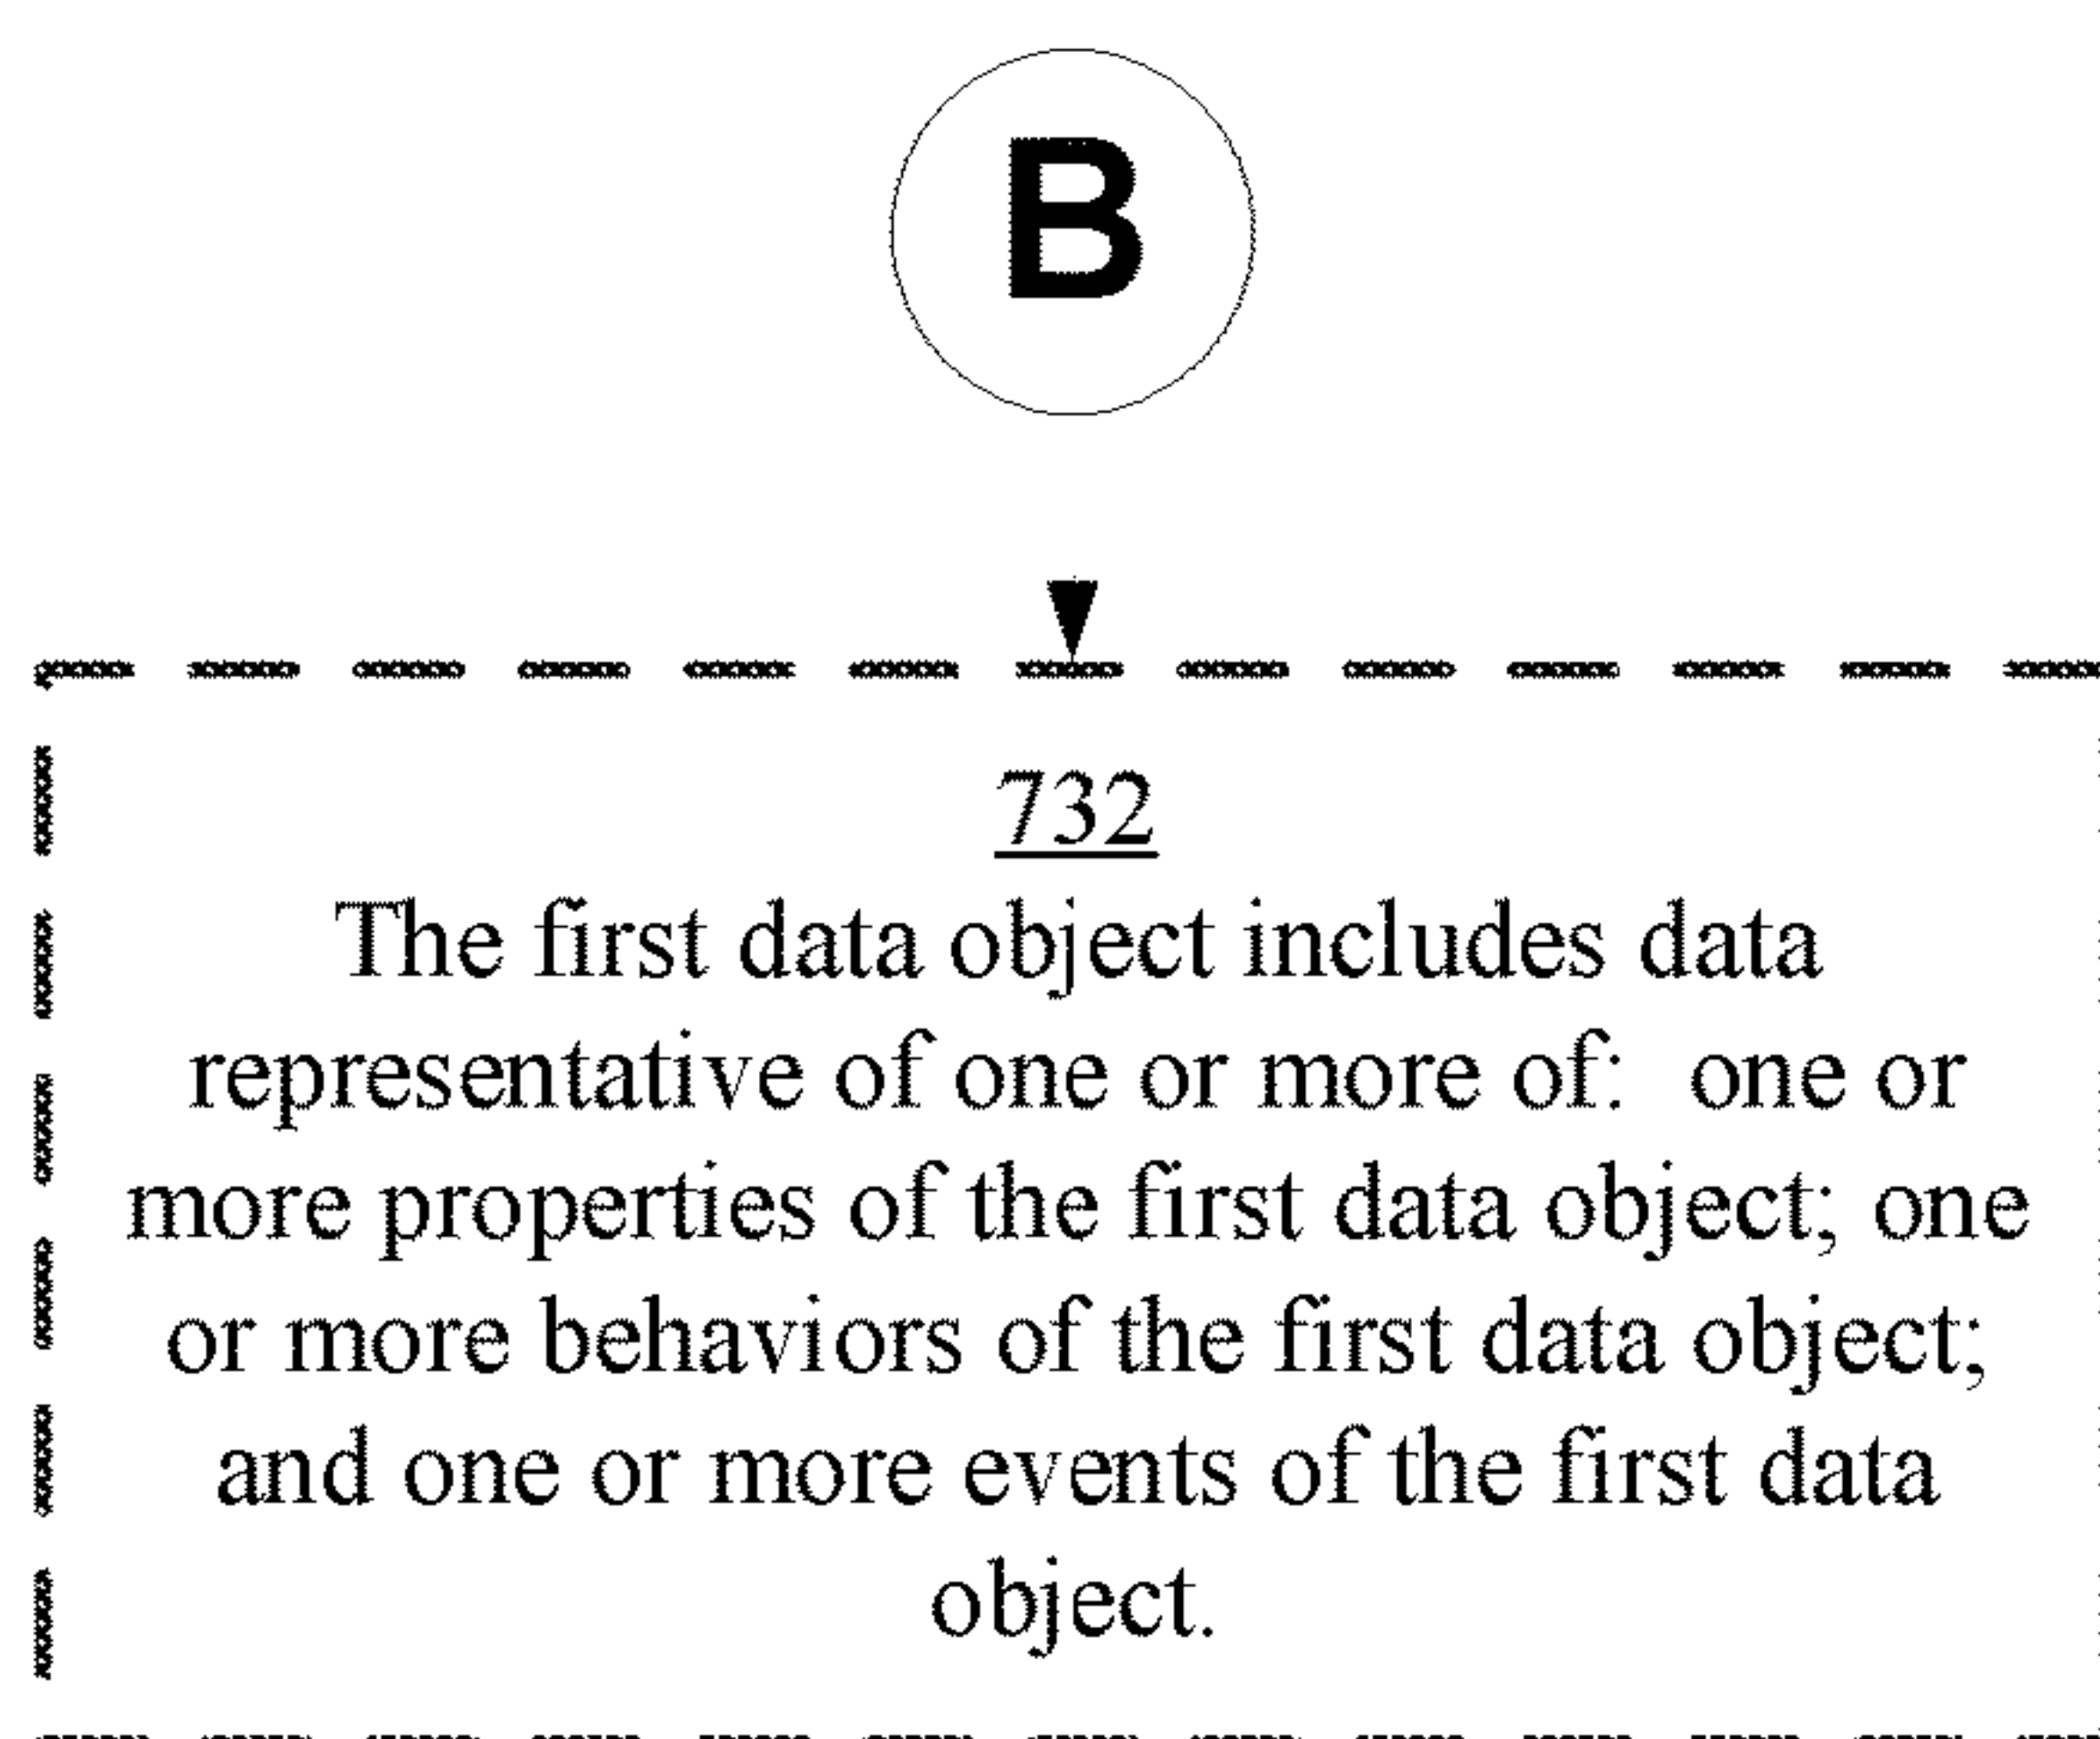 B
732
The first data object includes data
representative of one or more of:  one or
more properties of the first data object; one
or more behaviors of the first data object;
and one or more events of the first data
object.